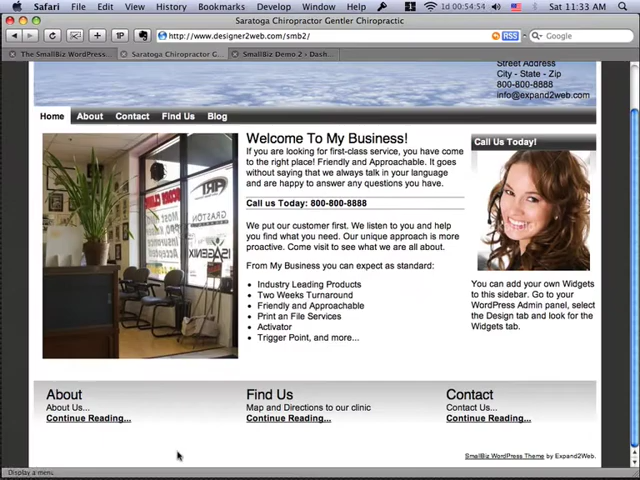 Safari File Edit View History Bookmarks Develop Window Help 1d 00:54:54 Sat 11:33 AM
Saratoga Chiropractor Gentler Chiropractic
http://www.designer2web.com/smb2/ RSS Google
The SmallBiz WordPress... Saratoga Chiropractor G... SmallBiz Demo 2 - Dash...
Street Address
City - State - Zip
800-800-8888
info@expand2web.com
Home About Contact Find Us Blog
Welcome To My Business!
If you are looking for first-class service, you have come
to the right place! Friendly and Approachable. It goes
without saying that we always talk in your language
and are happy to answer any questions you have.
Call us Today: 800-800-8888
We put our customer first. We listen to you and help
you find what you need. Our unique approach is more
proactive. Come visit to see what we are all about.
From My Business you can expect as standard:
Industry Leading Products
Two Weeks Turnaround
Friendly and Approachable
Print an File Services
Activator
Trigger Point, and more...
Call Us Today!
You can add your own Widgets
to this sidebar. Go to your
WordPress Admin panel, select
the Design tab and look for the
Widgets tab.
ART
GRASTON
ISAGENIX
About
About Us...
Continue Reading...
Find Us
Map and Directions to our clinic
Continue Reading...
Contact
Contact Us...
Continue Reading...
SmallBiz WordPress Theme by Expand2Web.
Display a menu